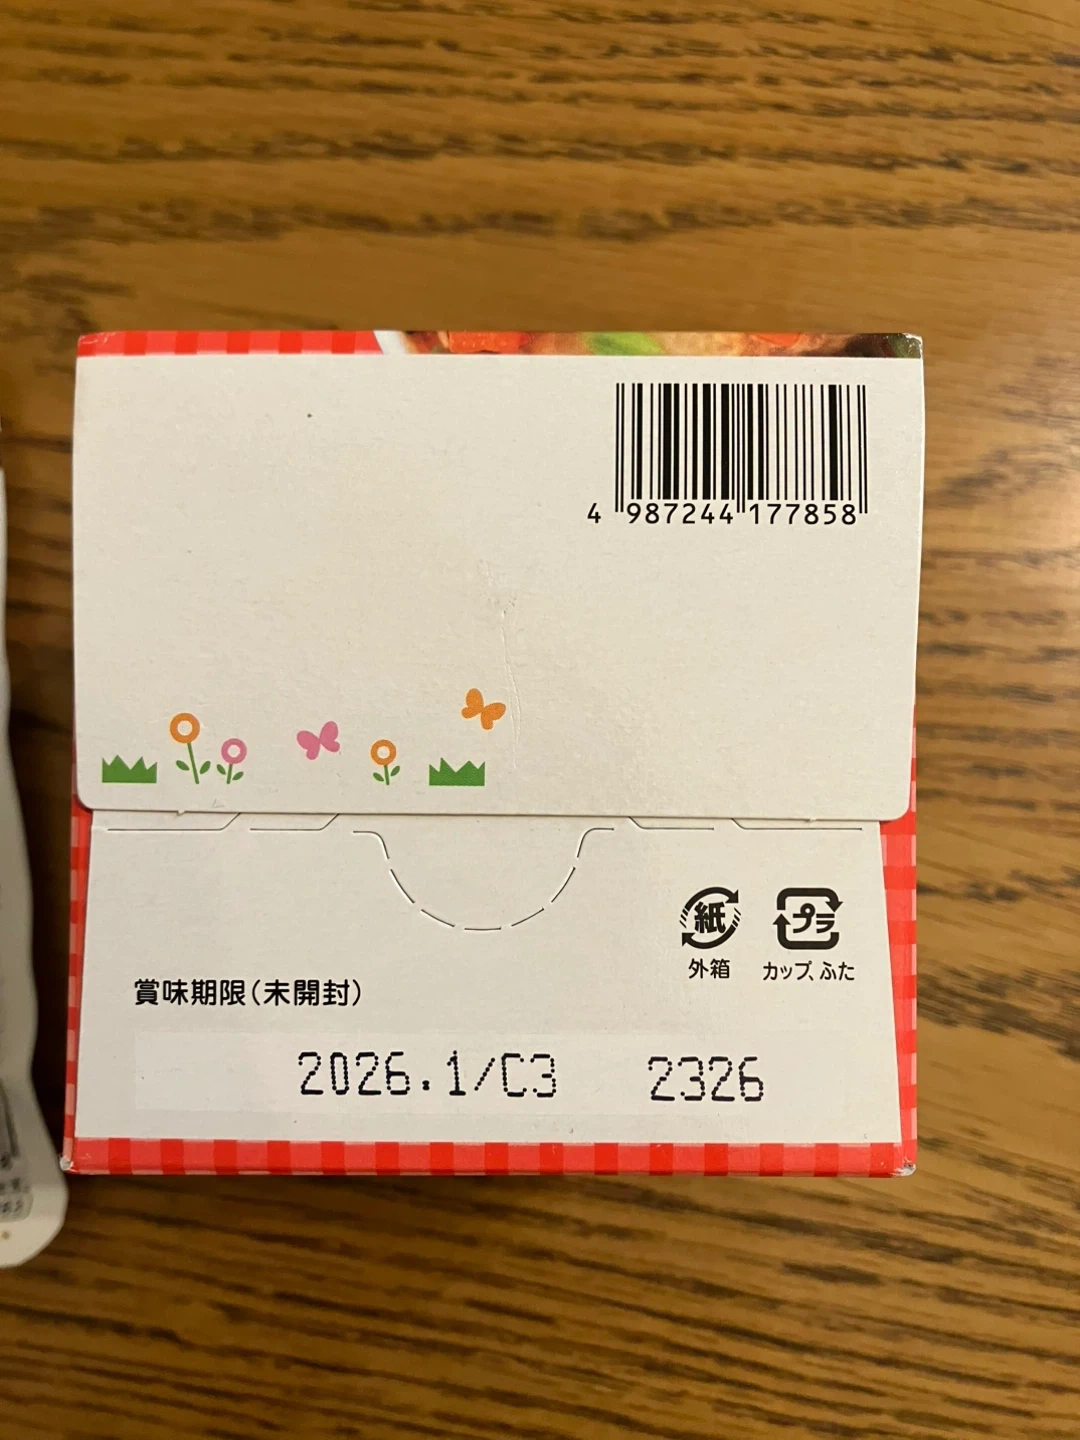 4 987244 177858
紙 プラ
外箱 カップ、ふた
賞味期限(未開封)
2026.1/C3 2326